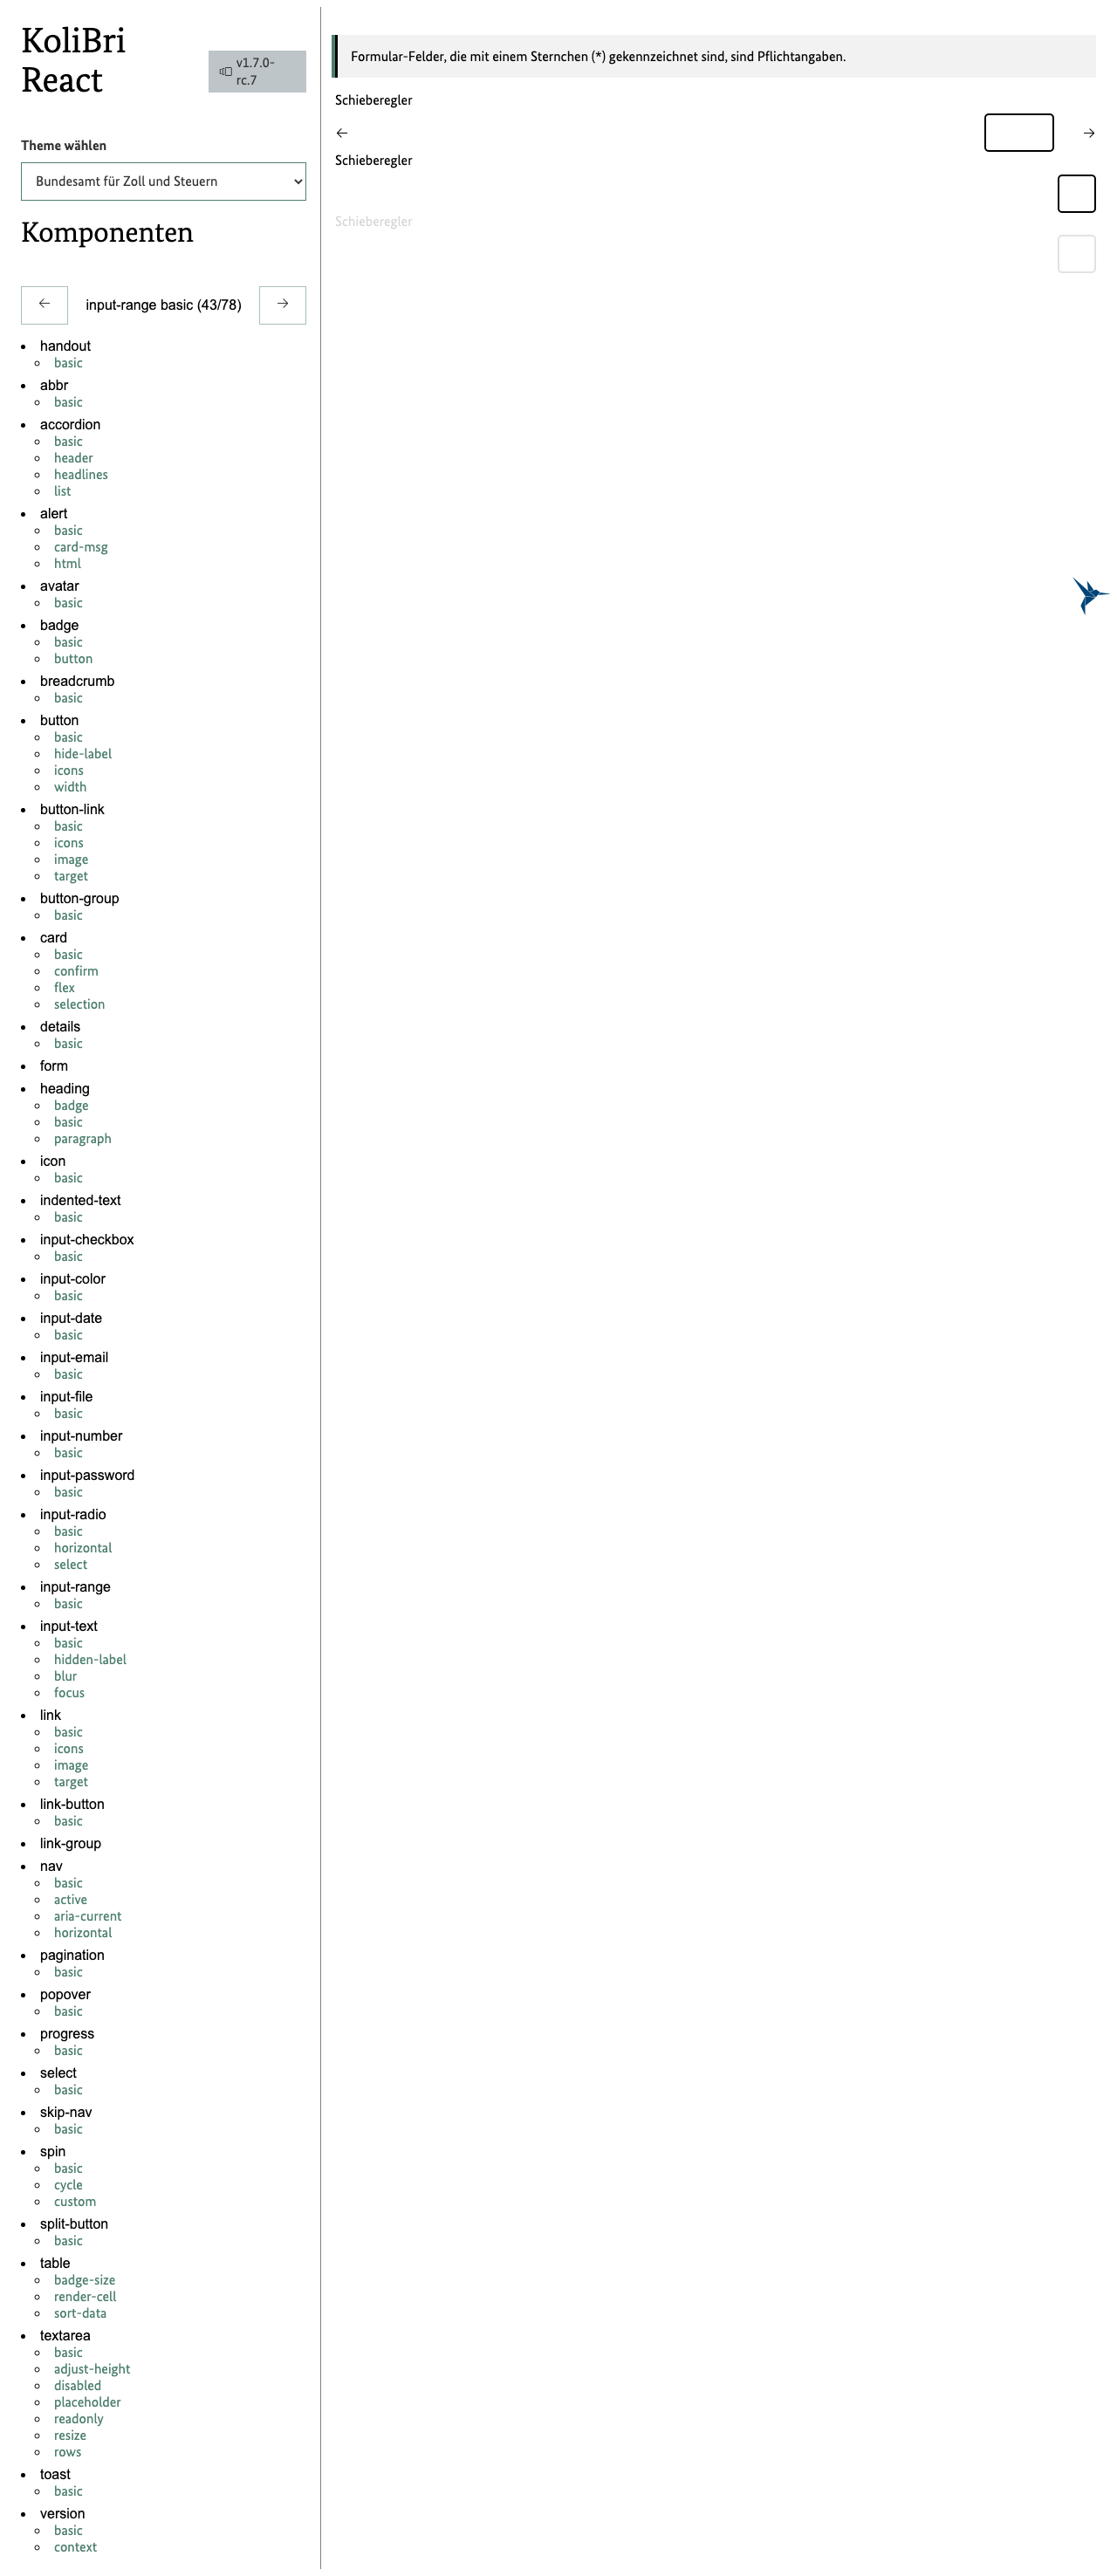 KoliBri
React
v1.7.0-
rc.7
Theme wählen
Bundesamt für Zoll und Steuern
Komponenten
← input-range basic (43/78) →
handout
basic
abbr
basic
accordion
basic
header
headlines
list
alert
basic
card-msg
html
avatar
basic
badge
basic
button
breadcrumb
basic
button
basic
hide-label
icons
width
button-link
basic
icons
image
target
button-group
basic
card
basic
confirm
flex
selection
details
basic
form
heading
badge
basic
paragraph
icon
basic
indented-text
basic
input-checkbox
basic
input-color
basic
input-date
basic
input-email
basic
input-file
basic
input-number
basic
input-password
basic
input-radio
basic
horizontal
select
input-range
basic
input-text
basic
hidden-label
blur
focus
link
basic
icons
image
target
link-button
basic
link-group
nav
basic
active
aria-current
horizontal
pagination
basic
popover
basic
progress
basic
select
basic
skip-nav
basic
spin
basic
cycle
custom
split-button
basic
table
badge-size
render-cell
sort-data
textarea
basic
adjust-height
disabled
placeholder
readonly
resize
rows
toast
basic
version
basic
context
Formular-Felder, die mit einem Sternchen (*) gekennzeichnet sind, sind Pflichtangaben.
Schieberegler
← →
Schieberegler
Schieberegler